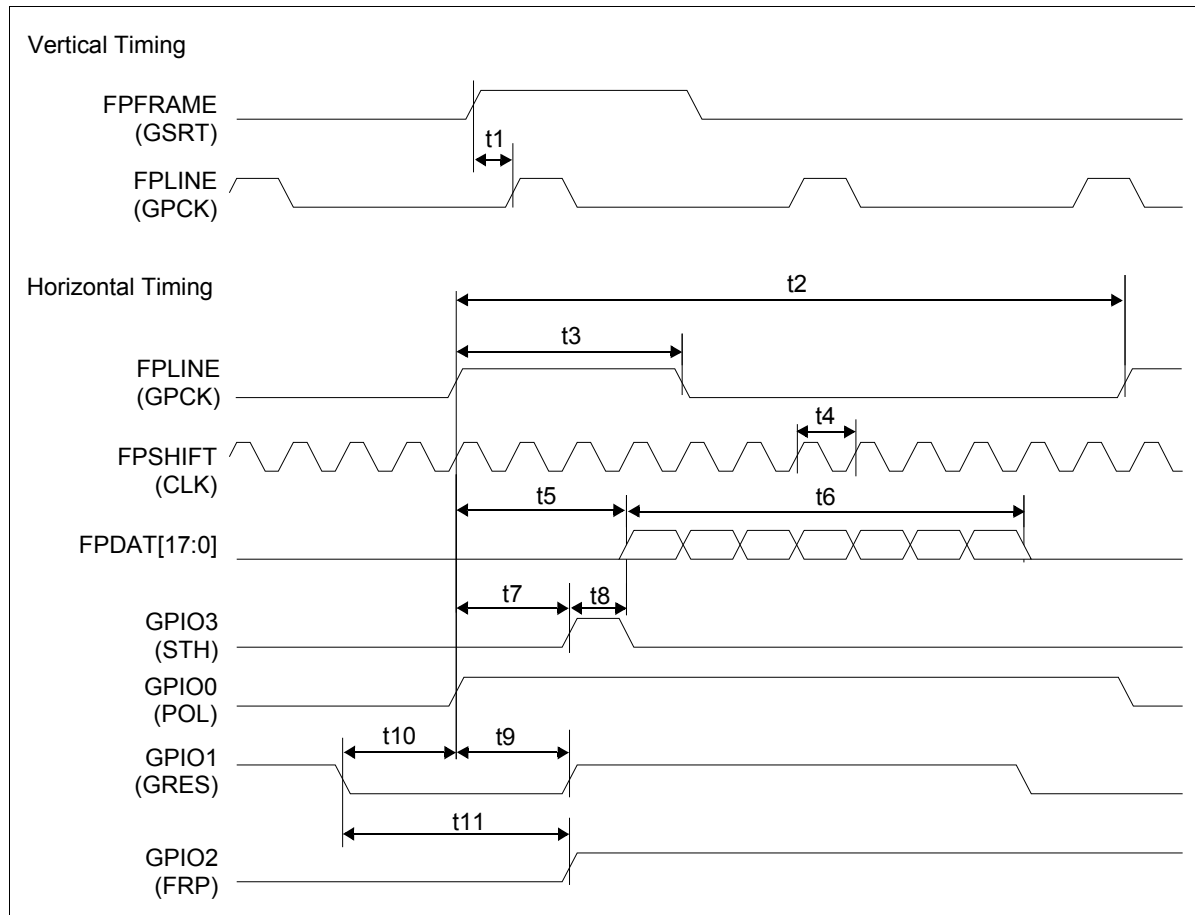 Vertical Timing
FPFRAME
(GSRT)
t1
FPLINE
(GPCK)
Horizontal Timing
t2
t3
FPLINE
(GPCK)
t4
FPSHIFT
(CLK)
t5
t6
FPDAT[17:0]
t7
t8
GPIO3
(STH)
GPIO0
(POL)
t10
t9
GPIO1
(GRES)
t11
GPIO2
(FRP)